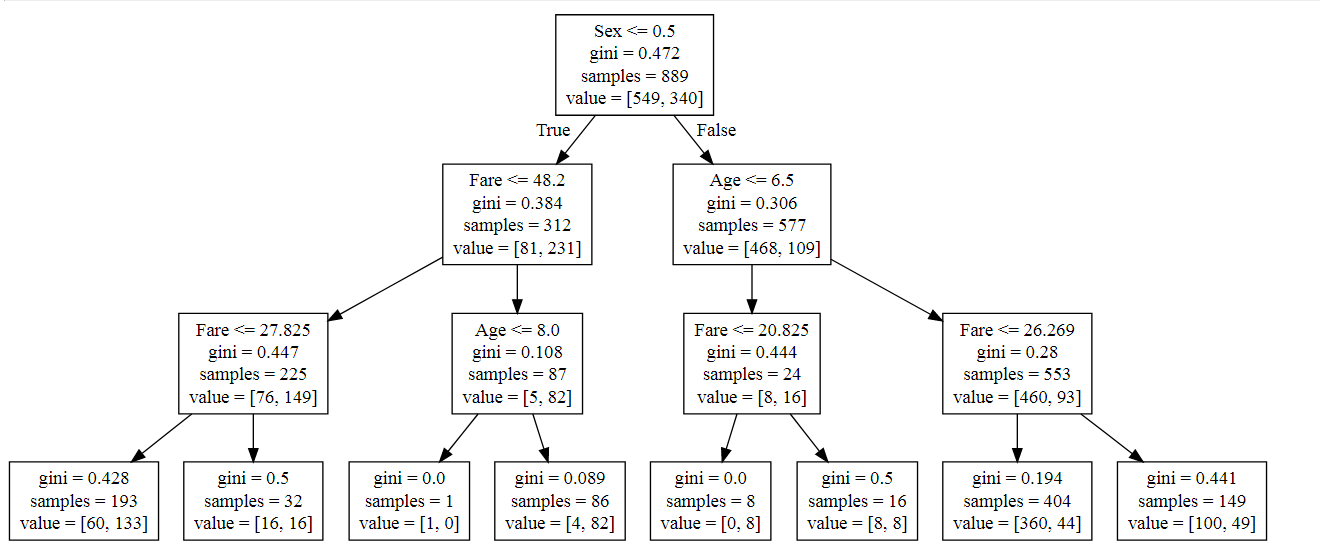 Sex <= 0.5
gini = 0.472
samples = 889
value = [549, 340]
True
False
Fare <= 48.2
gini = 0.384
samples = 312
value = [81, 231]
Age <= 6.5
gini = 0.306
samples = 577
value = [468, 109]
Fare <= 27.825
gini = 0.447
samples = 225
value = [76, 149]
Age <= 8.0
gini = 0.108
samples = 87
value = [5, 82]
Fare <= 20.825
gini = 0.444
samples = 24
value = [8, 16]
Fare <= 26.269
gini = 0.28
samples = 553
value = [460, 93]
gini = 0.428
samples = 193
value = [60, 133]
gini = 0.5
samples = 32
value = [16, 16]
gini = 0.0
samples = 1
value = [1, 0]
gini = 0.089
samples = 86
value = [4, 82]
gini = 0.0
samples = 8
value = [0, 8]
gini = 0.5
samples = 16
value = [8, 8]
gini = 0.194
samples = 404
value = [360, 44]
gini = 0.441
samples = 149
value = [100, 49]